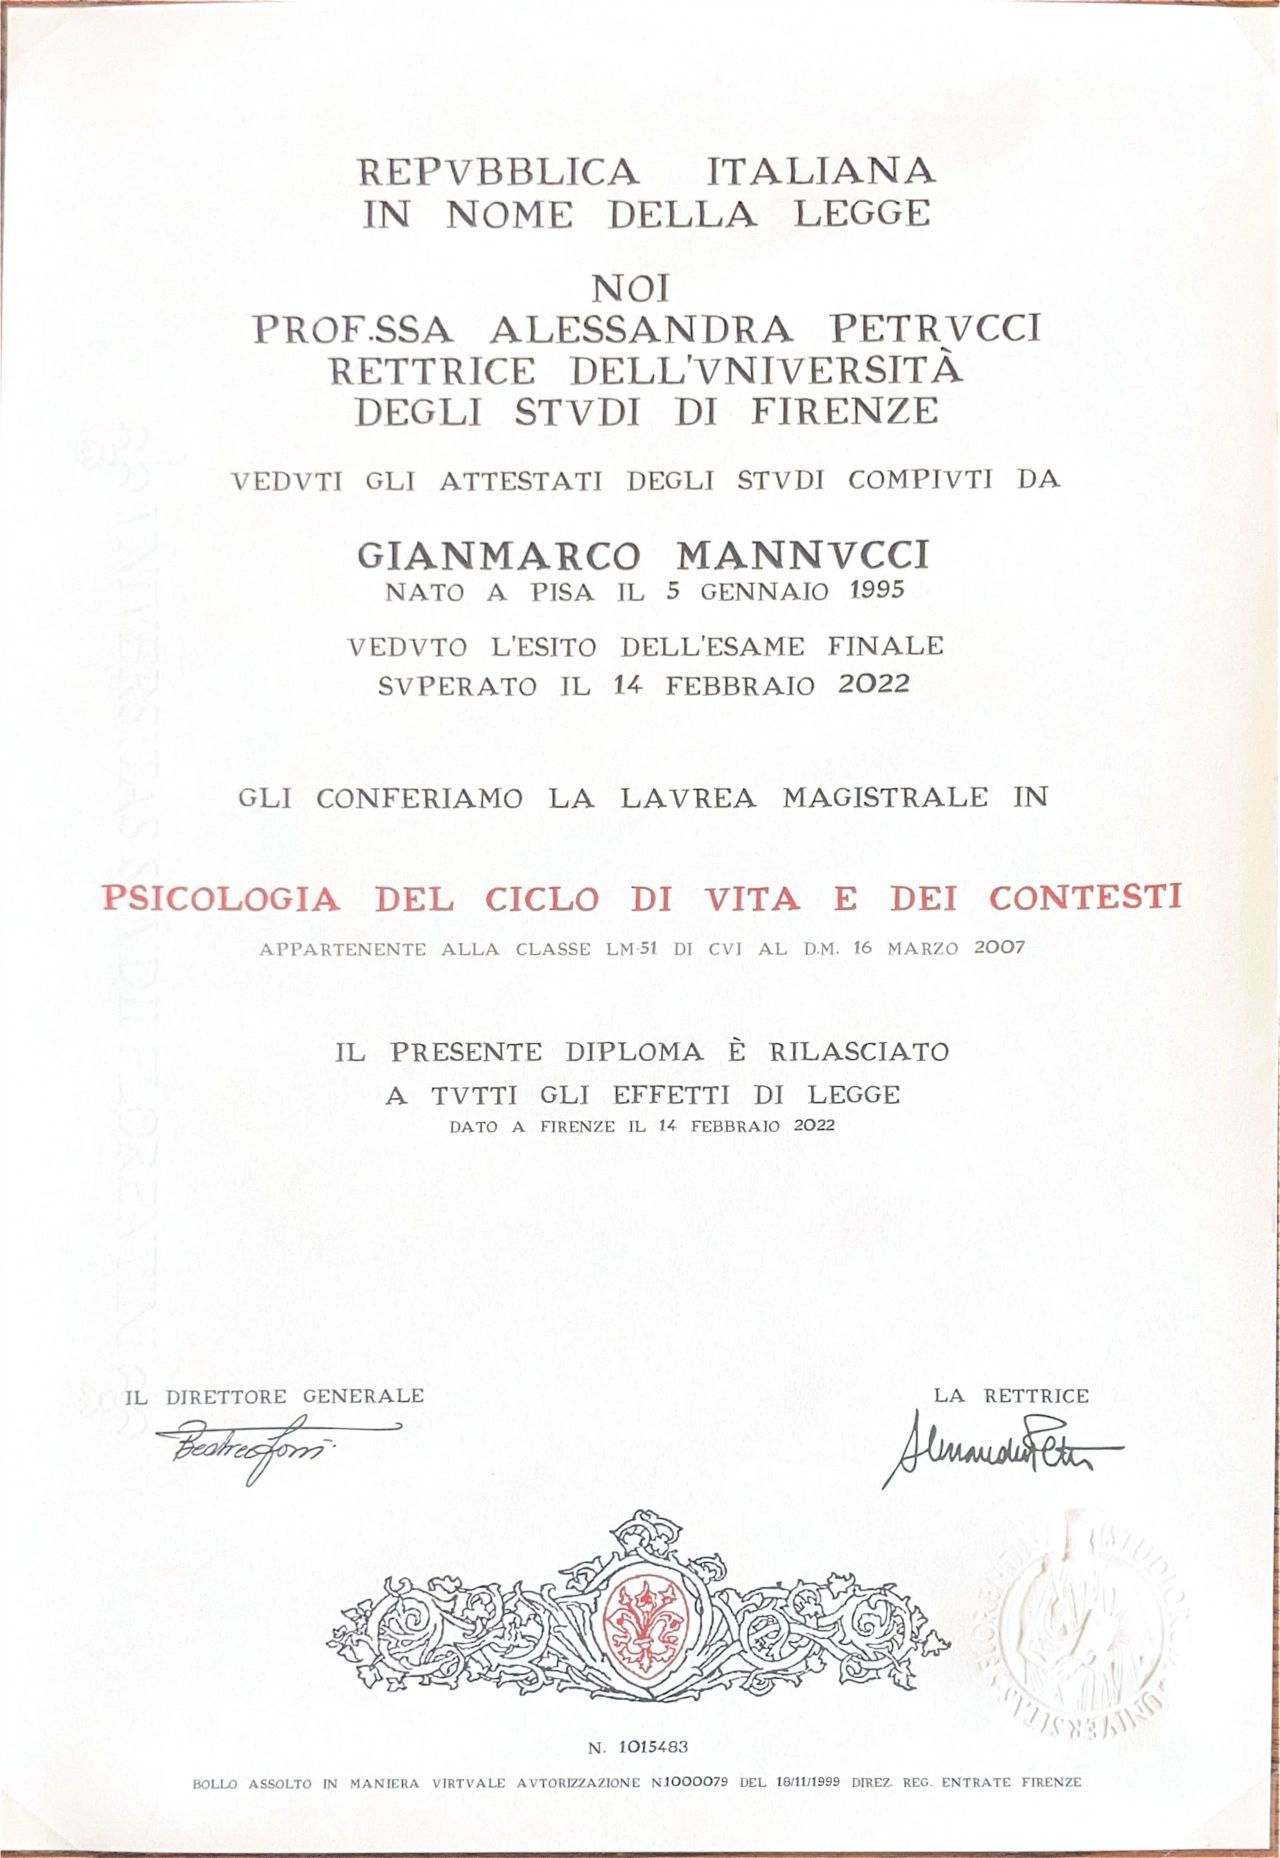 REPVBBLICA ITALIANA
IN NOME DELLA LEGGE
NOI
PROF.SSA ALESSANDRA PETRVCCI
RETTRICE DELL'VNIVERSITÀ
DEGLI STVDI DI FIRENZE
VEDVTI GLI ATTESTATI DEGLI STVDI COMPIVTI DA
GIANMARCO MANNVCCI
NATO A PISA IL 5 GENNAIO 1995
VEDVTO L'ESITO DELL'ESAME FINALE
SVPERATO IL 14 FEBBRAIO 2022
GLI CONFERIAMO LA LAVREA MAGISTRALE IN
PSICOLOGIA DEL CICLO DI VITA E DEI CONTESTI
APPARTENENTE ALLA CLASSE LM-51 DI CVI AL D.M. 16 MARZO 2007
IL PRESENTE DIPLOMA È RILASCIATO
A TVTTI GLI EFFETTI DI LEGGE
DATO A FIRENZE IL 14 FEBBRAIO 2022
IL DIRETTORE GENERALE
LA RETTRICE
N. 1015483
BOLLO ASSOLTO IN MANIERA VIRTVALE AVTORIZZAZIONE N.1000079 DEL 18/11/1999 DIREZ. REG. ENTRATE FIRENZE